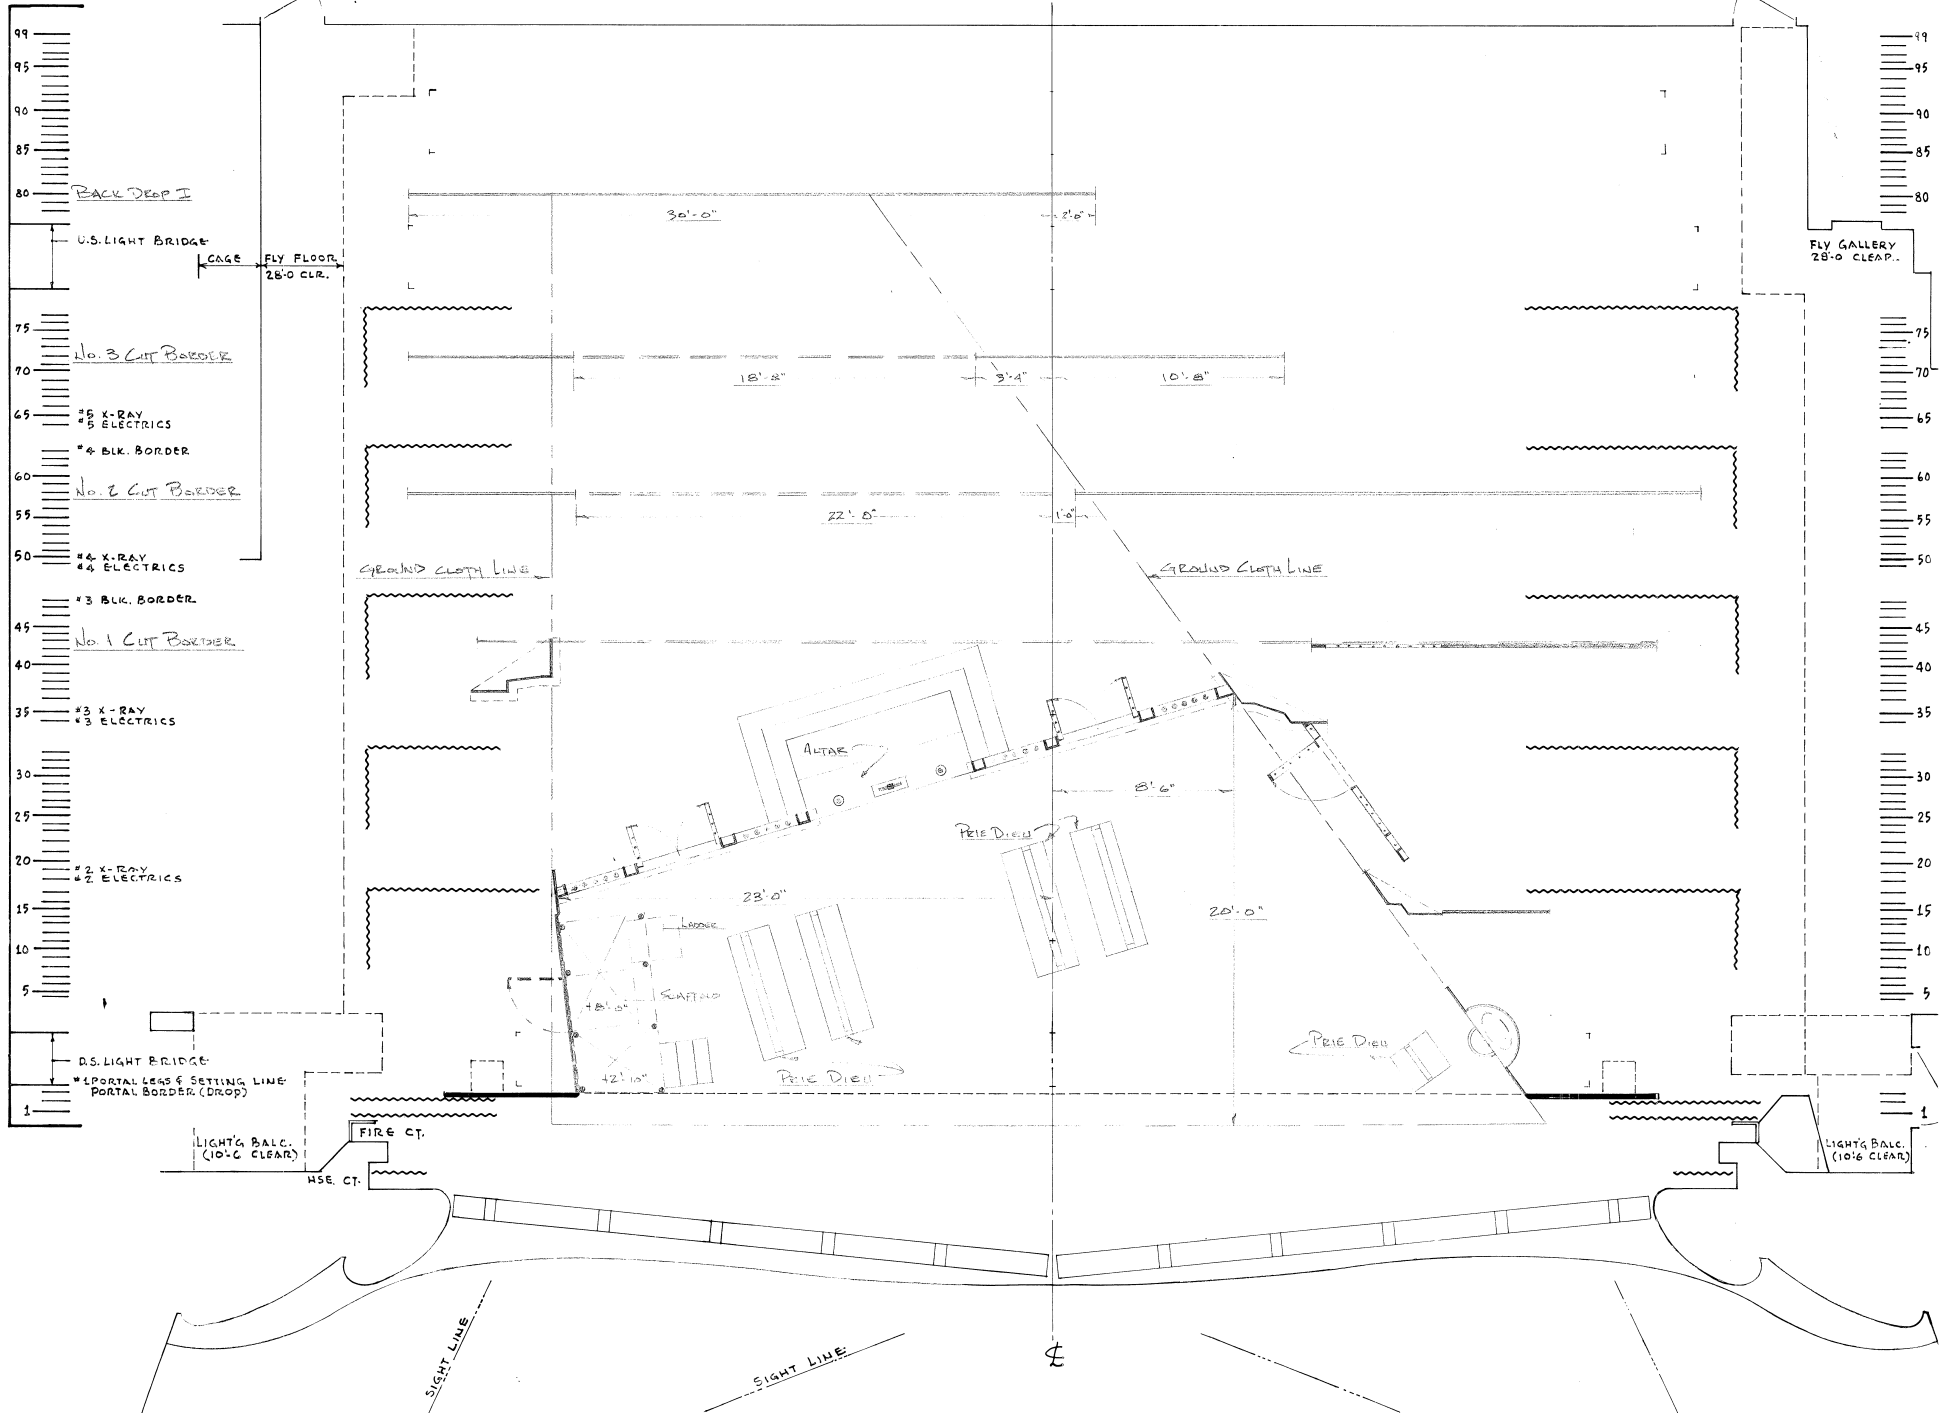 99
95
90
85
80
BACK DROP I
U.S. LIGHT BRIDGE
CAGE
FLY FLOOR
28'-0 CLR.
30'-0"
2'-0"
75
No. 3 CUT BORDER
70
18'-8"
3'-4"
10'-8"
65
#5 X-RAY
#5 ELECTRICS
#4 BLK. BORDER
60
No. 2 CUT BORDER
55
22'-0"
1'-0"
50
#4 X-RAY
#4 ELECTRICS
GROUND CLOTH LINE
GROUND CLOTH LINE
#3 BLK. BORDER
45
No. 1 CUT BORDER
40
35
#3 X-RAY
#3 ELECTRICS
ALTAR
30
8'-6"
25
PRIE DIEU
20
#2 X-RAY
#2 ELECTRICS
23'-0"
20'-0"
15
LADDER
10
5
SCAFFOLD
+8'-0"
PRIE DIEU
D.S. LIGHT BRIDGE
#1 PORTAL LEGS & SETTING LINE
PORTAL BORDER (DROP)
+2'-10"
PRIE DIEU
1
FIRE CT.
LIGHT'G BALC.
(10'-6 CLEAR)
HSE. CT.
99
95
90
85
80
FLY GALLERY
28'-0 CLEAR.
75
70
65
60
55
50
45
40
35
30
25
20
15
10
5
1
LIGHT'G BALC.
(10'6 CLEAR)
SIGHT LINE
SIGHT LINE
℄